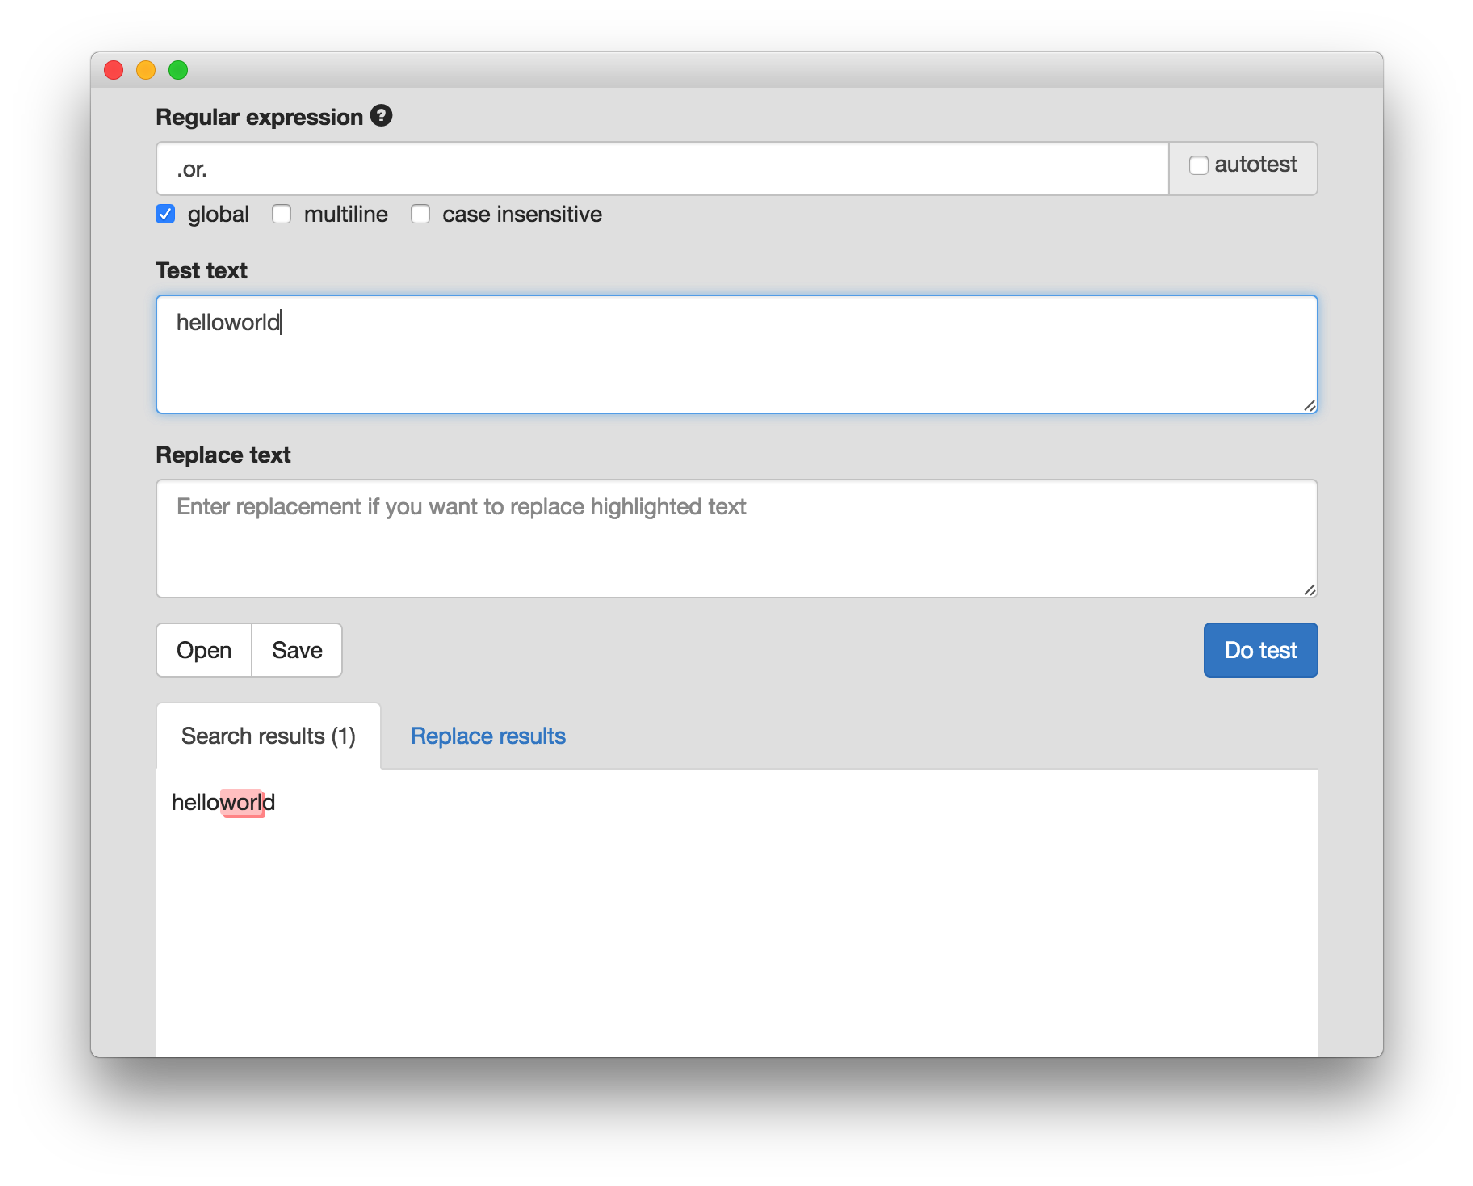 Regular expression ?
.or.
autotest
global multiline case insensitive
Test text
helloworld
Replace text
Enter replacement if you want to replace highlighted text
Open Save Do test
Search results (1) Replace results
helloworld